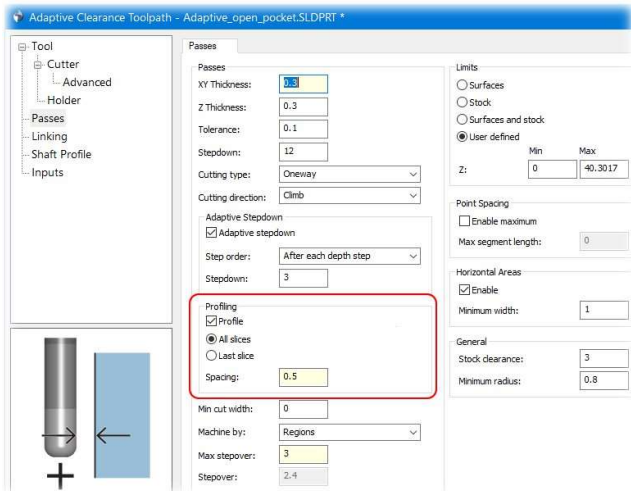 Adaptive Clearance Toolpath - Adaptive_open_pocket.SLDPRT *
Tool
Cutter
Advanced
Holder
Passes
Linking
Shaft Profile
Inputs
Passes
Passes
XY Thickness: 0.3
Z Thickness: 0.3
Tolerance: 0.1
Stepdown: 12
Cutting type: Oneway
Cutting direction: Climb
Adaptive Stepdown
Adaptive stepdown
Step order: After each depth step
Stepdown: 3
Profiling
Profile
All slices
Last slice
Spacing: 0.5
Min cut width: 0
Machine by: Regions
Max stepover: 3
Stepover: 2.4
Limits
Surfaces
Stock
Surfaces and stock
User defined
Min Max
Z: 0 40.3017
Point Spacing
Enable maximum
Max segment length: 0
Horizontal Areas
Enable
Minimum width: 1
General
Stock clearance: 3
Minimum radius: 0.8